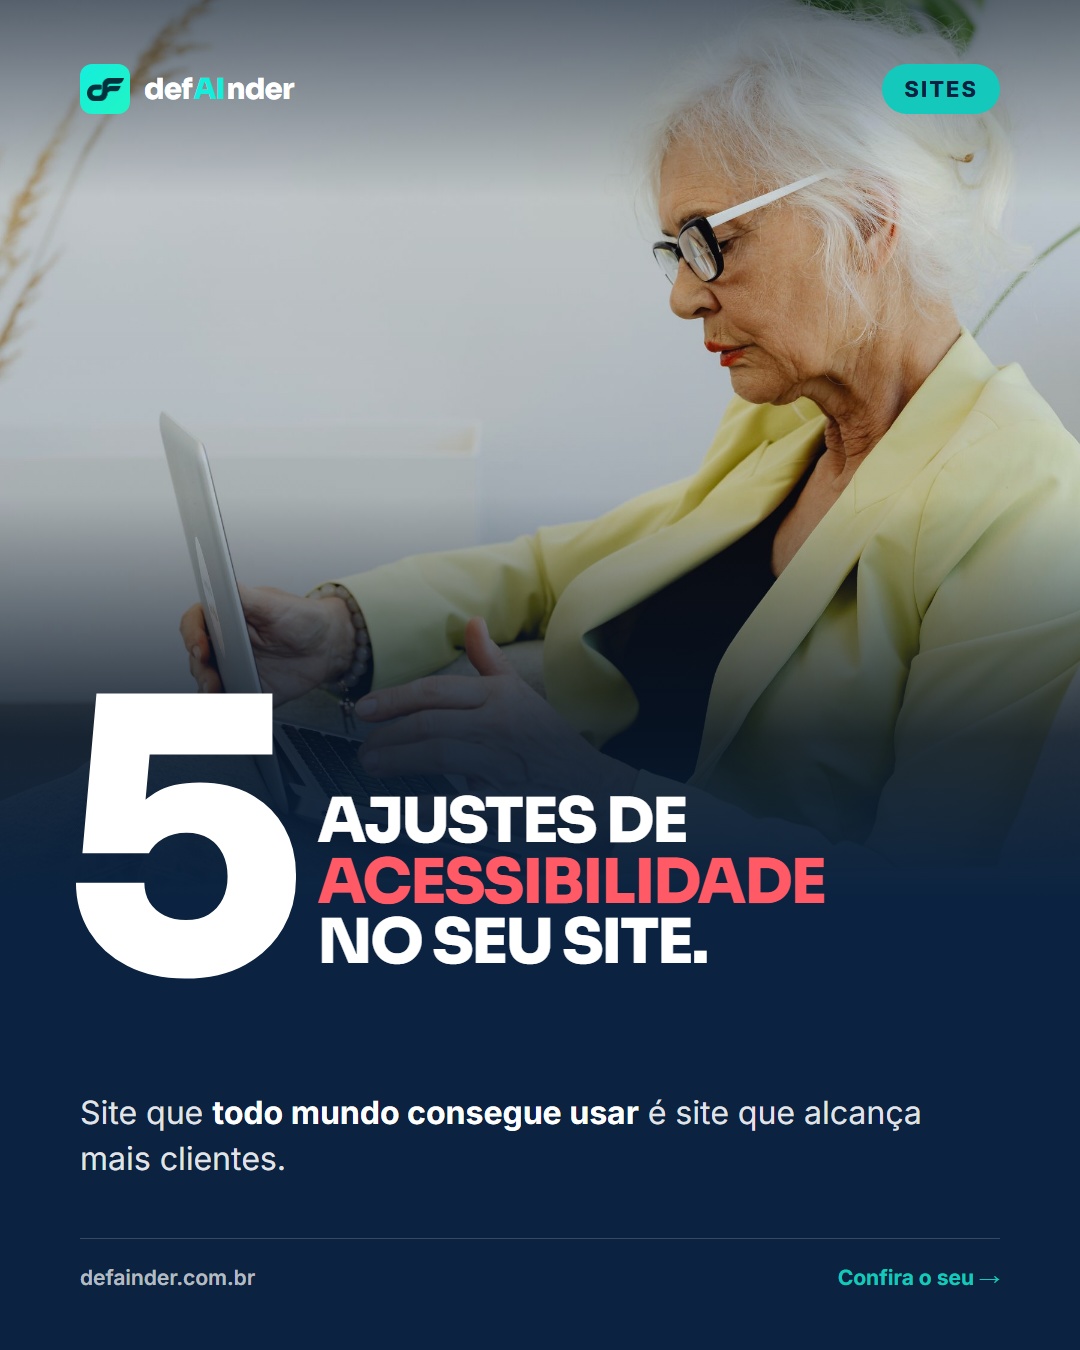 defAInder
SITES
5
AJUSTES DE
ACESSIBILIDADE
NO SEU SITE.
Site que todo mundo consegue usar é site que alcança
mais clientes.
defainder.com.br
Confira o seu →